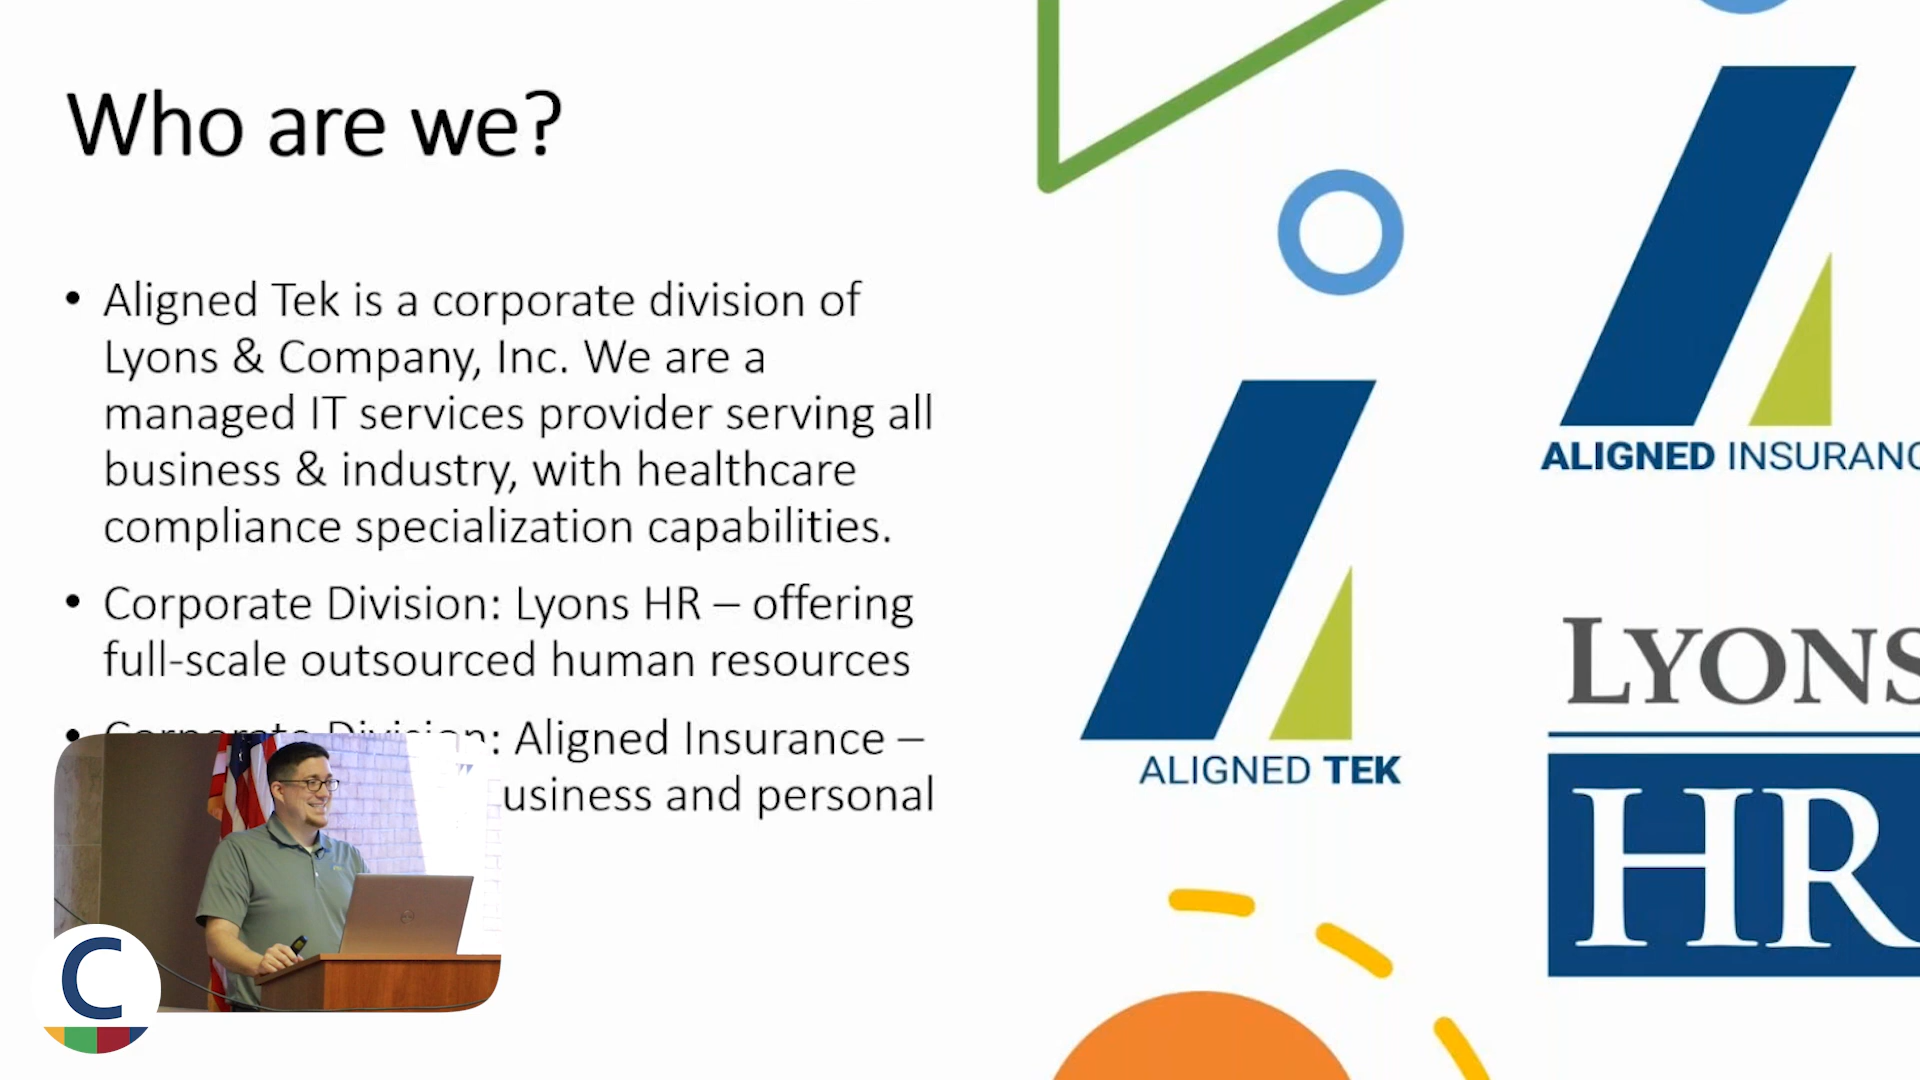 Who are we?
• Aligned Tek is a corporate division of
Lyons & Company, Inc. We are a
managed IT services provider serving all
business & industry, with healthcare
compliance specialization capabilities.
• Corporate Division: Lyons HR – offering
full-scale outsourced human resources
• Corporate Division: Aligned Insurance –
usiness and personal
ALIGNED TEK
ALIGNED INSURANC
LYONS
HR
C